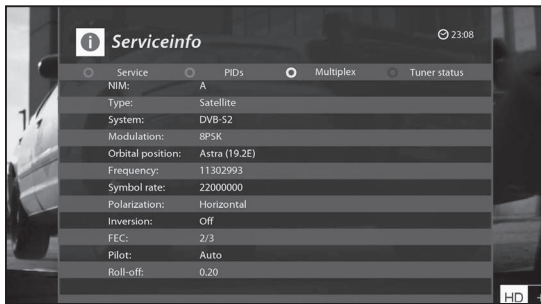 i Serviceinfo 23:08
Service PIDs Multiplex Tuner status
NIM: A
Type: Satellite
System: DVB-S2
Modulation: 8PSK
Orbital position: Astra (19.2E)
Frequency: 11302993
Symbol rate: 22000000
Polarization: Horizontal
Inversion: Off
FEC: 2/3
Pilot: Auto
Roll-off: 0.20
HD